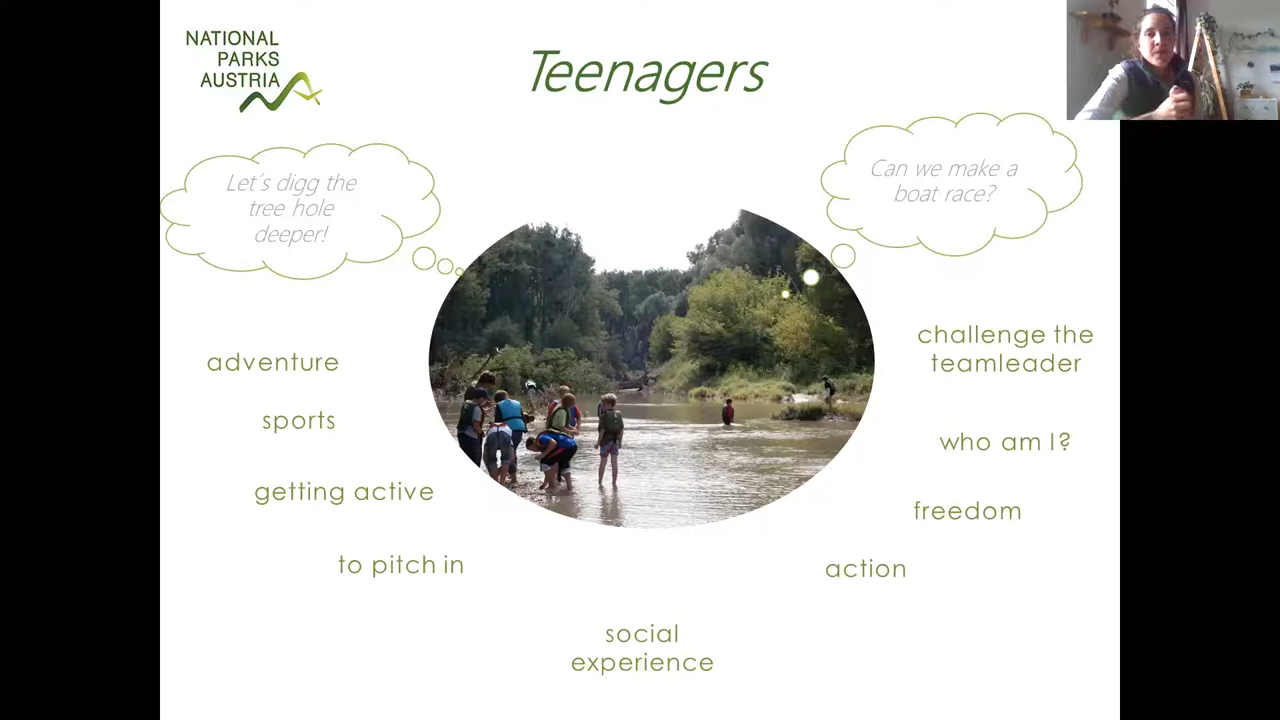 NATIONAL
PARKS
AUSTRIA
Teenagers
Let´s digg the
tree hole
deeper!
Can we make a
boat race?
adventure
sports
getting active
to pitch in
social
experience
challenge the
teamleader
who am I?
freedom
action